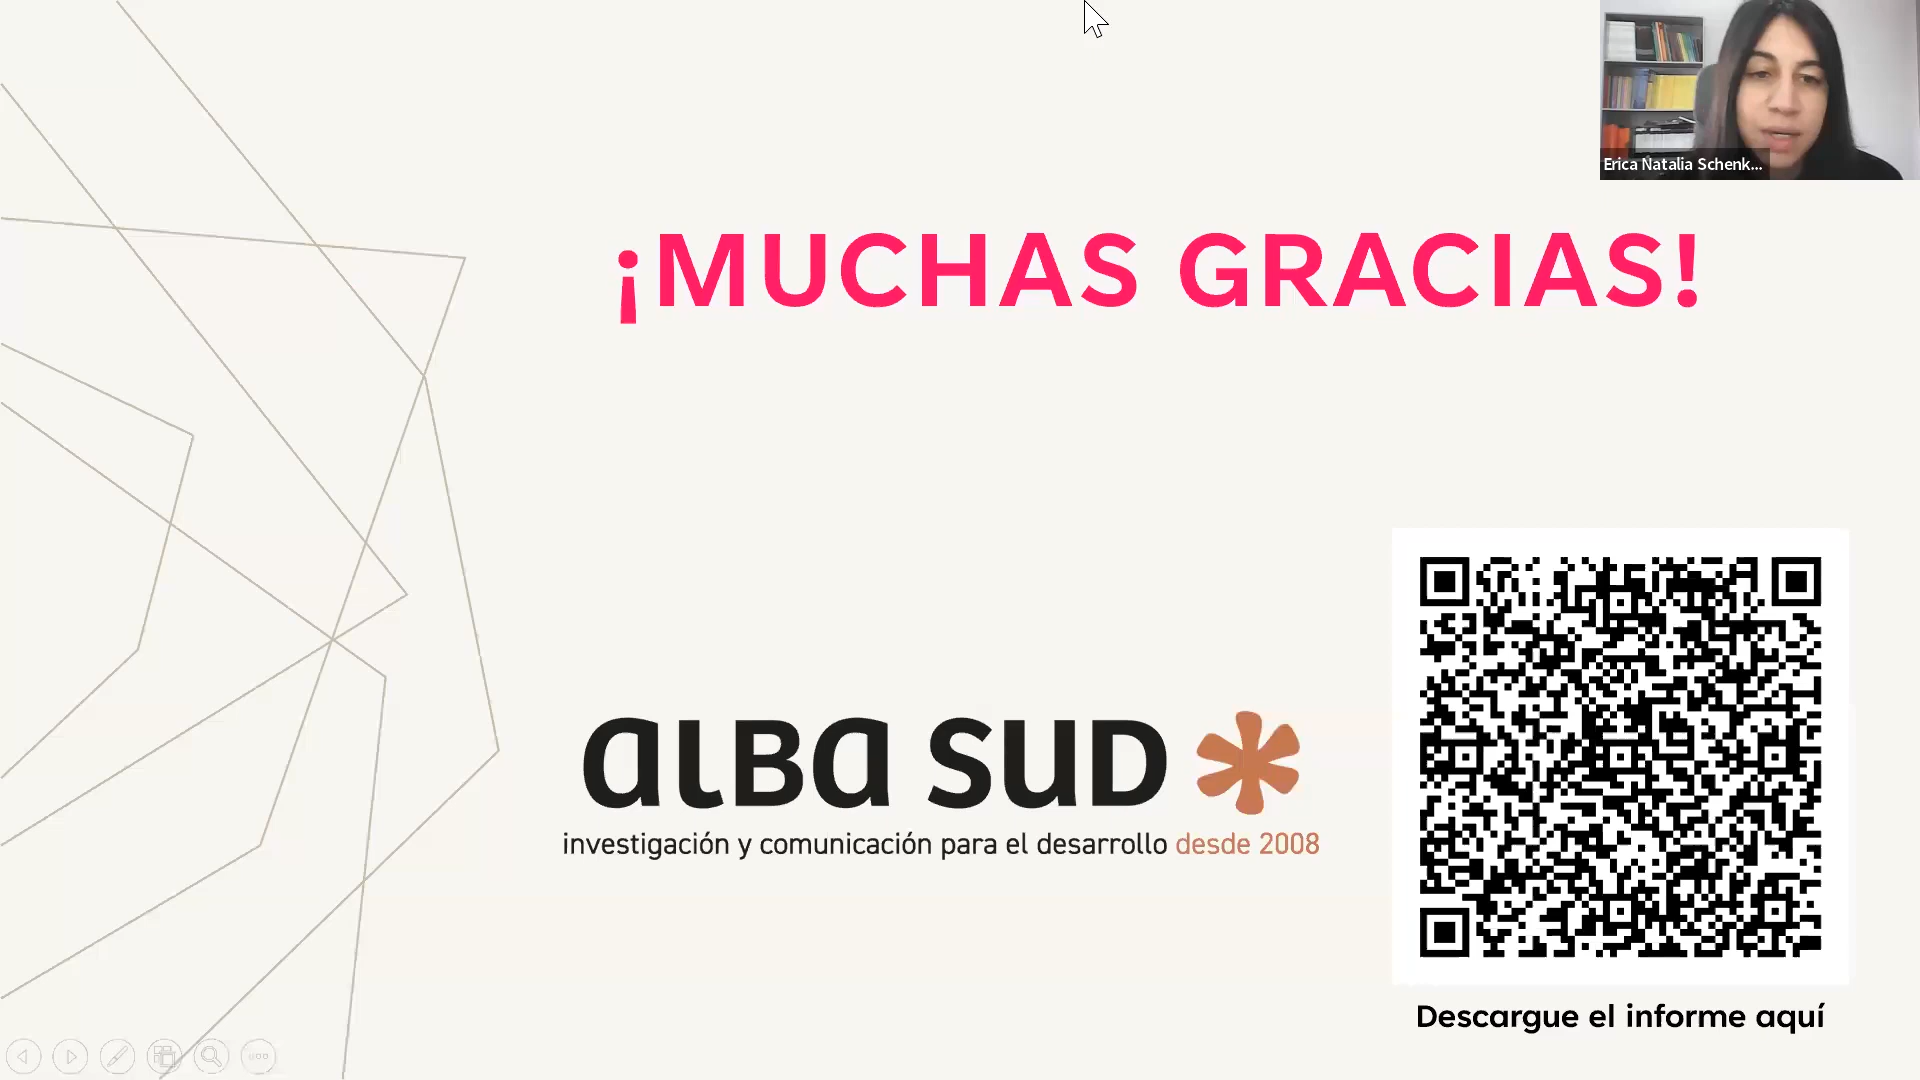 Erica Natalia Schenk...
¡MUCHAS GRACIAS!
alBa SUD
investigación y comunicación para el desarrollo desde 2008
Descargue el informe aquí